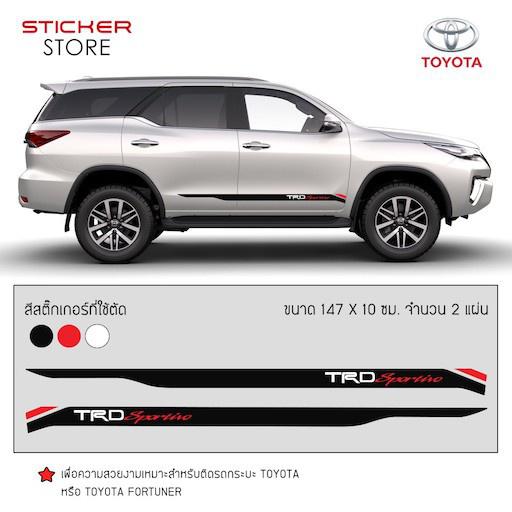 STICKER
STORE
TOYOTA
TRD Sportivo
สีสติ๊กเกอร์ที่ใช้ตัด
ขนาด 147 X 10 ซม. จำนวน 2 แผ่น
TRD Sportivo
TRD Sportivo
เพื่อความสวยงามเหมาะสำหรับติดรถกระบะ TOYOTA
หรือ TOYOTA FORTUNER